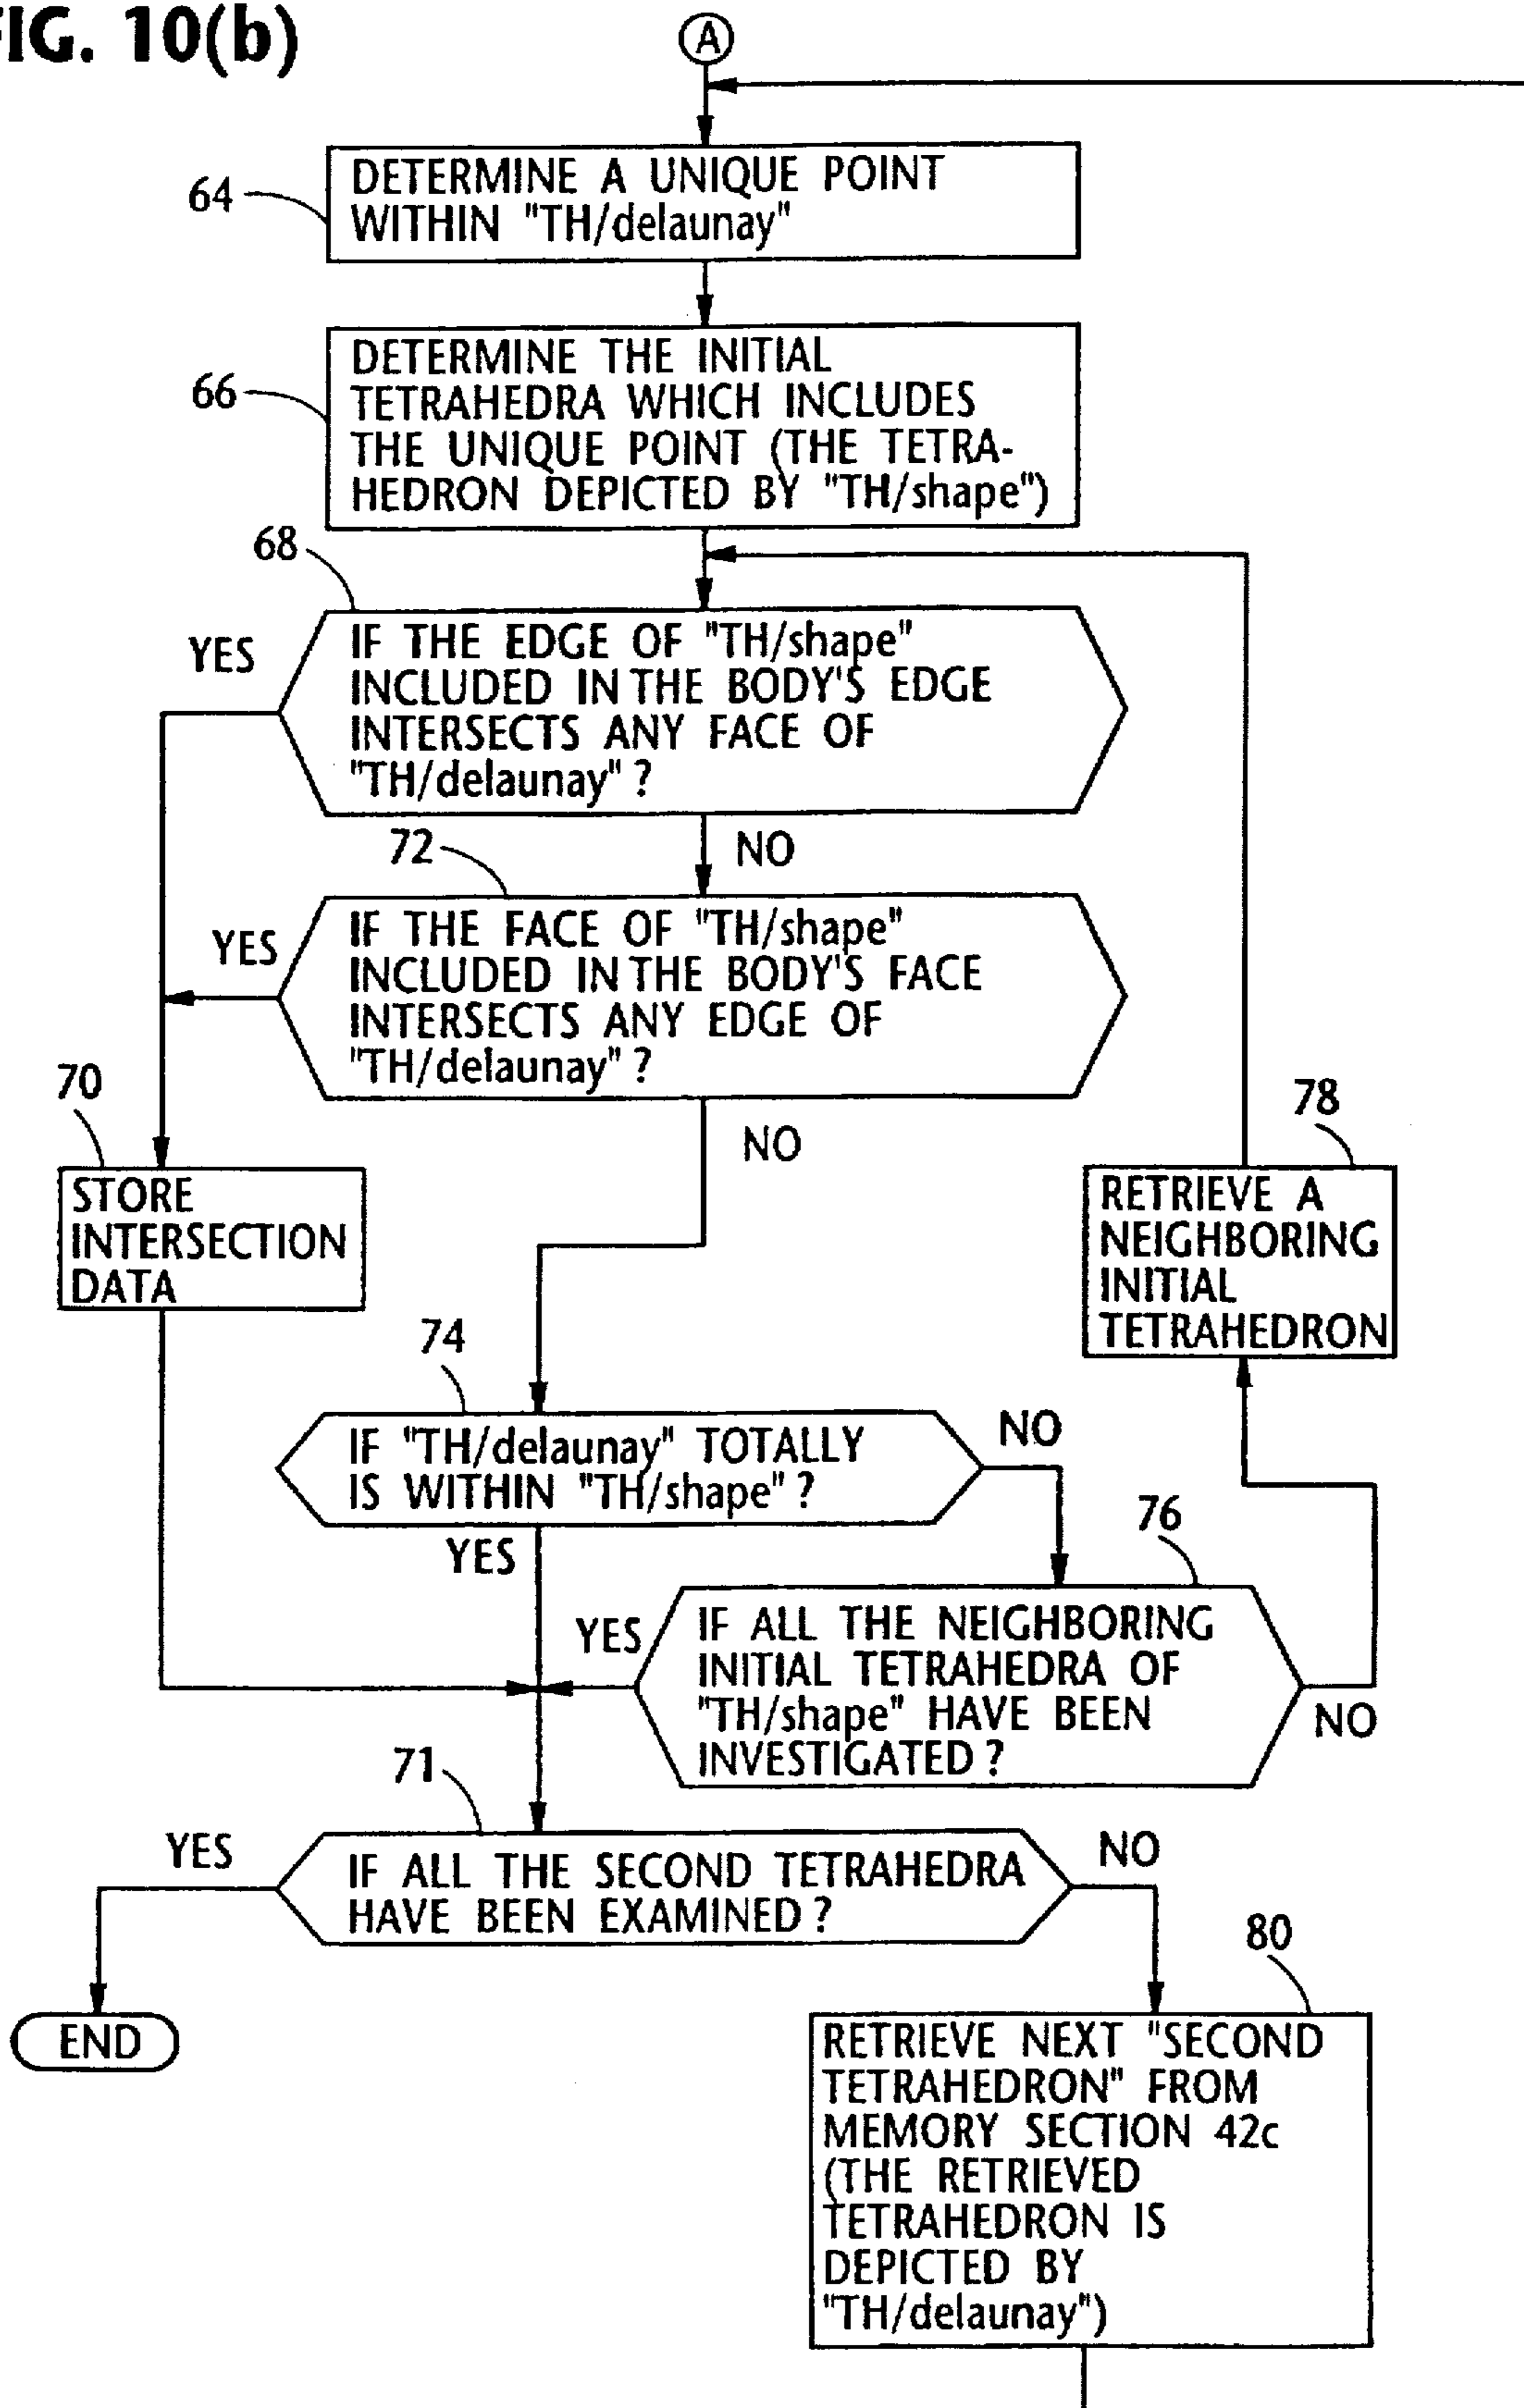 FIG. 10(b)
A
64
DETERMINE A UNIQUE POINT
WITHIN "TH/delaunay"
66
DETERMINE THE INITIAL
TETRAHEDRA WHICH INCLUDES
THE UNIQUE POINT (THE TETRA-
HEDRON DEPICTED BY "TH/shape")
68
YES
IF THE EDGE OF "TH/shape"
INCLUDED IN THE BODY'S EDGE
INTERSECTS ANY FACE OF
"TH/delaunay" ?
NO
72
YES
IF THE FACE OF "TH/shape"
INCLUDED IN THE BODY'S FACE
INTERSECTS ANY EDGE OF
"TH/delaunay" ?
NO
70
STORE
INTERSECTION
DATA
78
RETRIEVE A
NEIGHBORING
INITIAL
TETRAHEDRON
74
IF "TH/delaunay" TOTALLY
IS WITHIN "TH/shape" ?
NO
YES
76
YES
IF ALL THE NEIGHBORING
INITIAL TETRAHEDRA OF
"TH/shape" HAVE BEEN
INVESTIGATED ?
NO
71
YES
IF ALL THE SECOND TETRAHEDRA
HAVE BEEN EXAMINED ?
NO
END
80
RETRIEVE NEXT "SECOND
TETRAHEDRON" FROM
MEMORY SECTION 42c
(THE RETRIEVED
TETRAHEDRON IS
DEPICTED BY
"TH/delaunay")